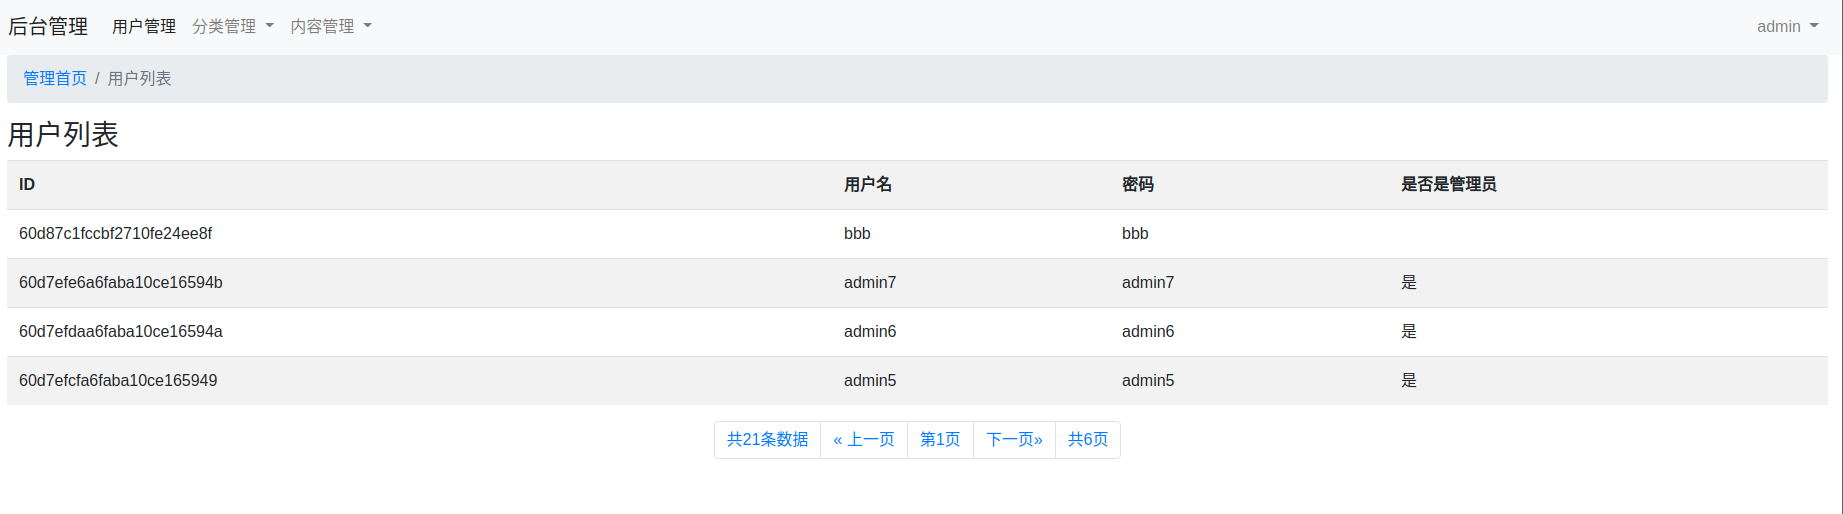 后台管理 用户管理 分类管理 内容管理 admin
管理首页 / 用户列表
用户列表
ID 用户名 密码 是否是管理员
60d87c1fccbf2710fe24ee8f bbb bbb
60d7efe6a6faba10ce16594b admin7 admin7 是
60d7efdaa6faba10ce16594a admin6 admin6 是
60d7efcfa6faba10ce165949 admin5 admin5 是
共21条数据 « 上一页 第1页 下一页» 共6页